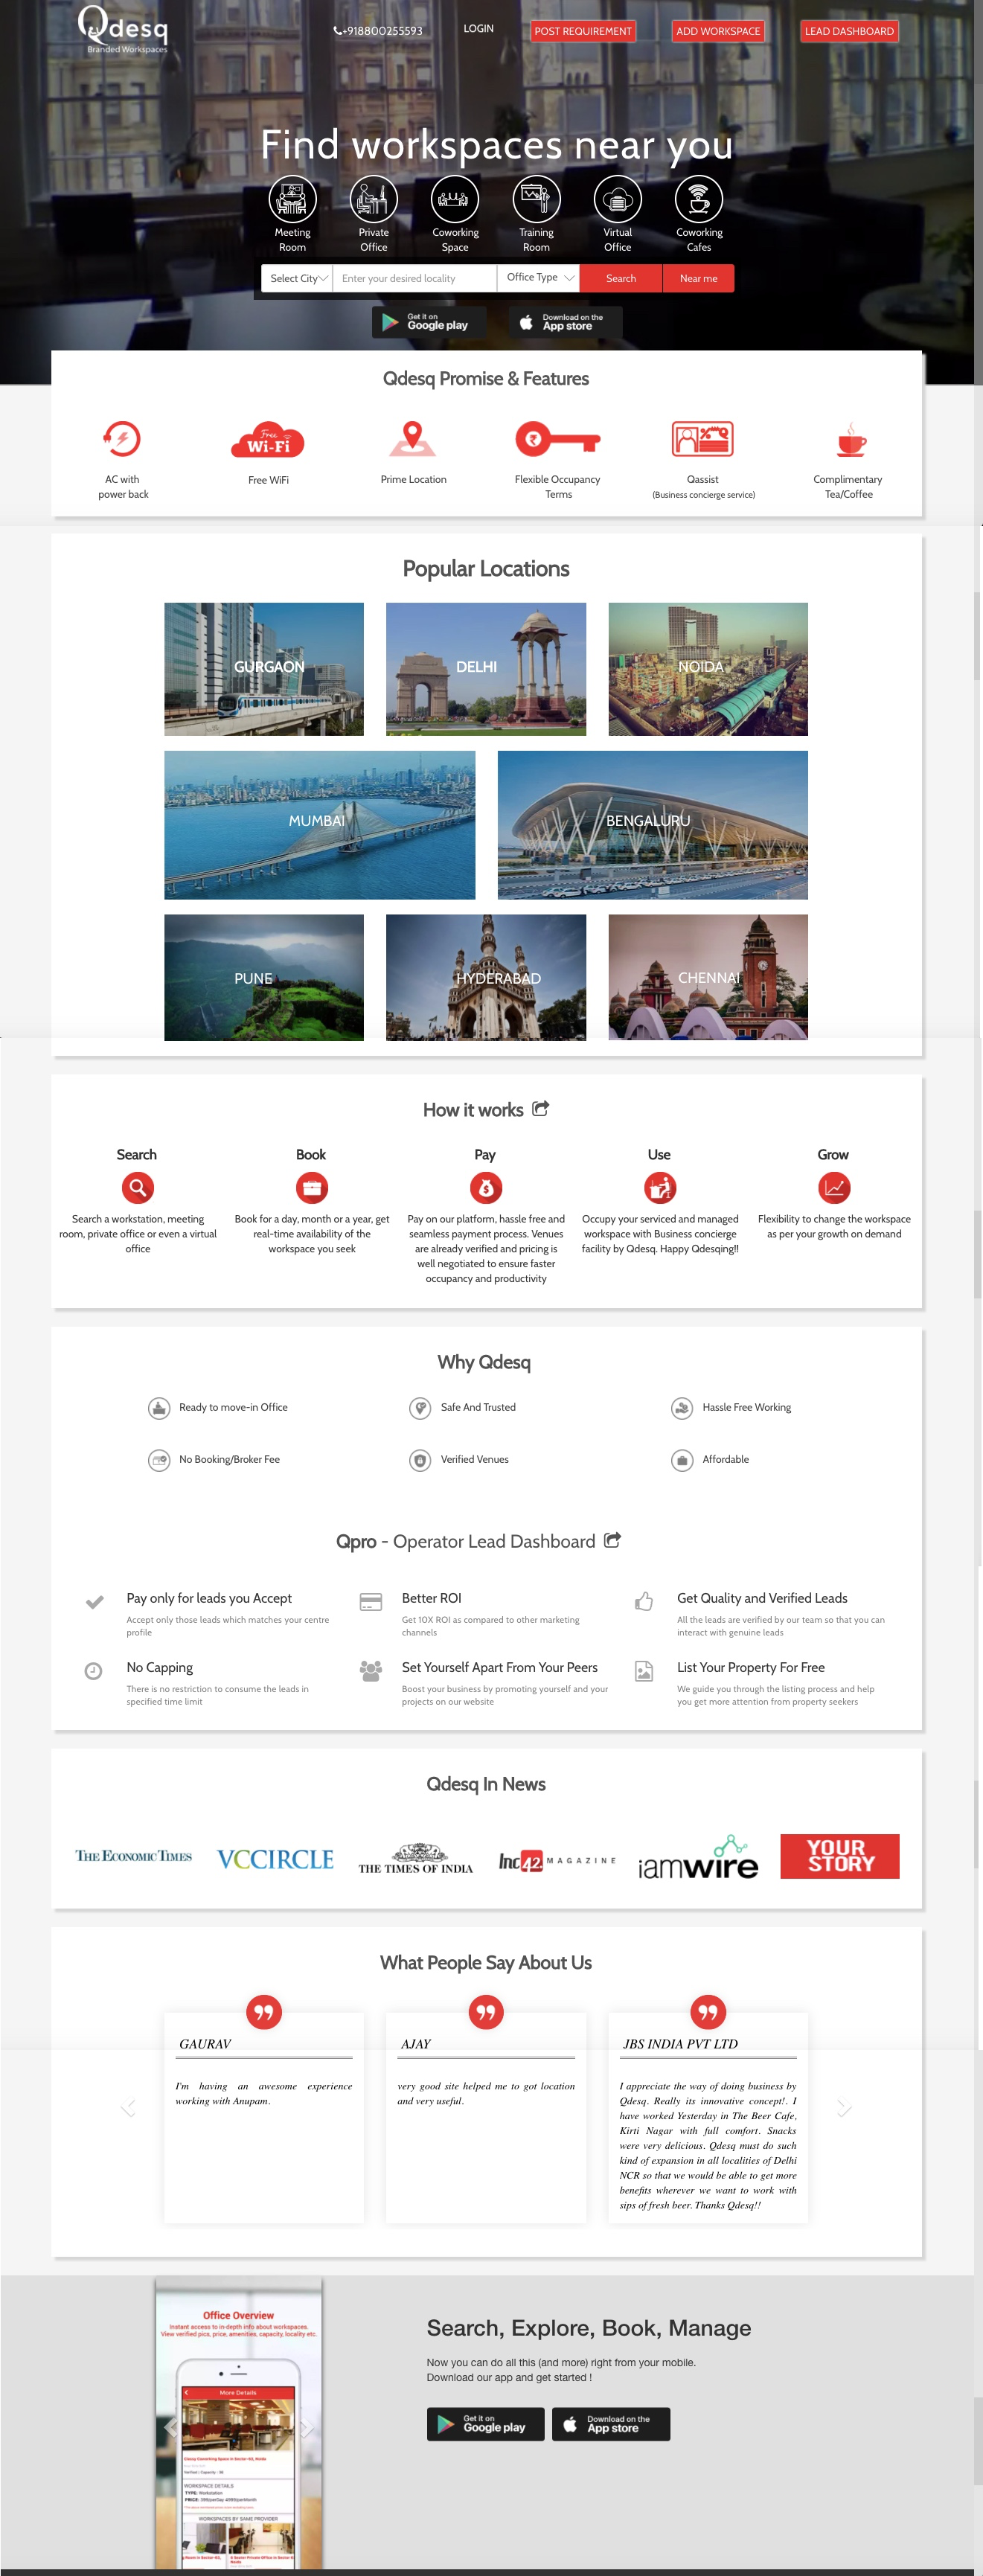 Qdesq
Branded Workspaces
+918800255593
LOGIN
POST REQUIREMENT
ADD WORKSPACE
LEAD DASHBOARD
Find workspaces near you
Meeting
Room
Private
Office
Coworking
Space
Training
Room
Virtual
Office
Coworking
Cafes
Select City
Enter your desired locality
Office Type
Search
Near me
Get it on
Google play
Download on the
App store
Qdesq Promise & Features
Free
Wi-Fi
AC with
power back
Free WiFi
Prime Location
Flexible Occupancy
Terms
Qassist
(Business concierge service)
Complimentary
Tea/Coffee
Popular Locations
GURGAON
DELHI
NOIDA
MUMBAI
BENGALURU
PUNE
HYDERABAD
CHENNAI
How it works
Search
Search a workstation, meeting
room, private office or even a virtual
office
Book
Book for a day, month or a year, get
real-time availability of the
workspace you seek
Pay
Pay on our platform, hassle free and
seamless payment process. Venues
are already verified and pricing is
well negotiated to ensure faster
occupancy and productivity
Use
Occupy your serviced and managed
workspace with Business concierge
facility by Qdesq. Happy Qdesqing!!
Grow
Flexibility to change the workspace
as per your growth on demand
Why Qdesq
Ready to move-in Office
Safe And Trusted
Hassle Free Working
No Booking/Broker Fee
Verified Venues
Affordable
Qpro - Operator Lead Dashboard
Pay only for leads you Accept
Accept only those leads which matches your centre
profile
Better ROI
Get 10X ROI as compared to other marketing
channels
Get Quality and Verified Leads
All the leads are verified by our team so that you can
interact with genuine leads
No Capping
There is no restriction to consume the leads in
specified time limit
Set Yourself Apart From Your Peers
Boost your business by promoting yourself and your
projects on our website
List Your Property For Free
We guide you through the listing process and help
you get more attention from property seekers
Qdesq In News
THE ECONOMIC TIMES
VCCIRCLE
THE TIMES OF INDIA
Inc42 MAGAZINE
iamwire
YOUR
STORY
What People Say About Us
GAURAV
I'm having an awesome experience
working with Anupam.
AJAY
very good site helped me to got location
and very useful.
JBS INDIA PVT LTD
I appreciate the way of doing business by
Qdesq. Really its innovative concept!. I
have worked Yesterday in The Beer Cafe,
Kirti Nagar with full comfort. Snacks
were very delicious. Qdesq must do such
kind of expansion in all localities of Delhi
NCR so that we would be able to get more
benefits wherever we want to work with
sips of fresh beer. Thanks Qdesq!!
Office Overview
Instant access to in-depth info about workspaces.
View verified pics, price, amenities, capacity, locality etc.
More Details
Classy Coworking Space in Sector-63, Noida
WORKSPACE DETAILS
TYPE: Workstation
WORKSPACES BY SAME PROVIDER
Search, Explore, Book, Manage
Now you can do all this (and more) right from your mobile.
Download our app and get started !
Get it on
Google play
Download on the
App store